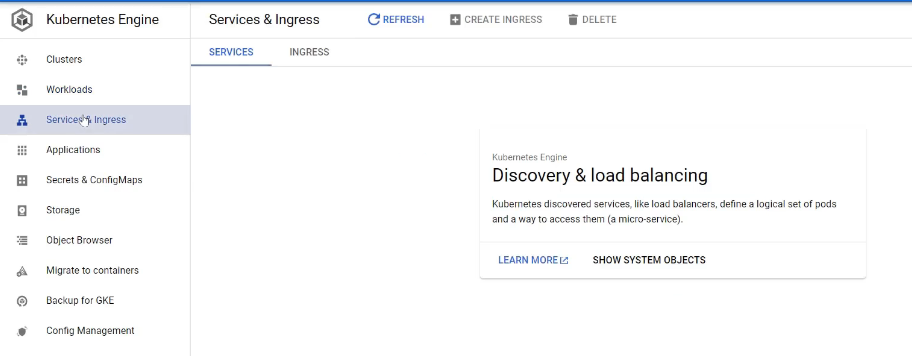 Kubernetes Engine
Services & Ingress
REFRESH
CREATE INGRESS
DELETE
SERVICES
INGRESS
Clusters
Workloads
Services & Ingress
Applications
Secrets & ConfigMaps
Storage
Object Browser
Migrate to containers
Backup for GKE
Config Management
Kubernetes Engine
Discovery & load balancing
Kubernetes discovered services, like load balancers, define a logical set of pods
and a way to access them (a micro-service).
LEARN MORE
SHOW SYSTEM OBJECTS